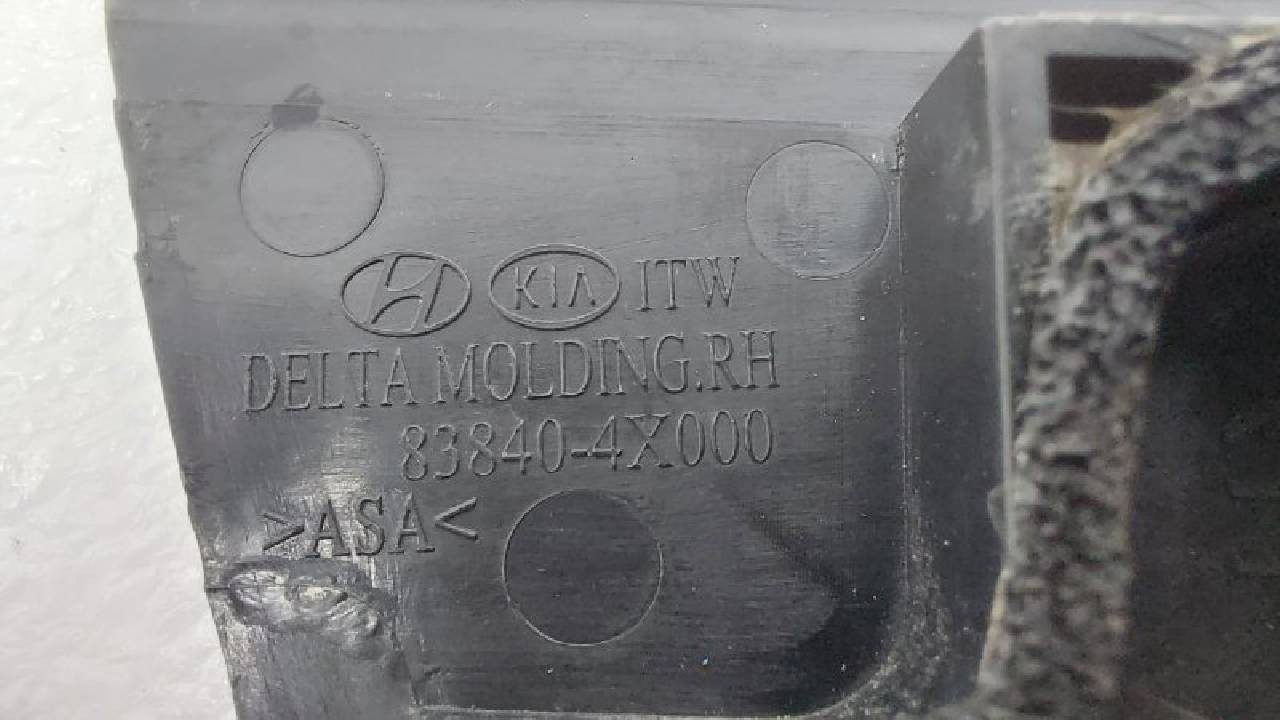 KIA ITW
DELTA MOLDING.RH
83840-4X000
>ASA<